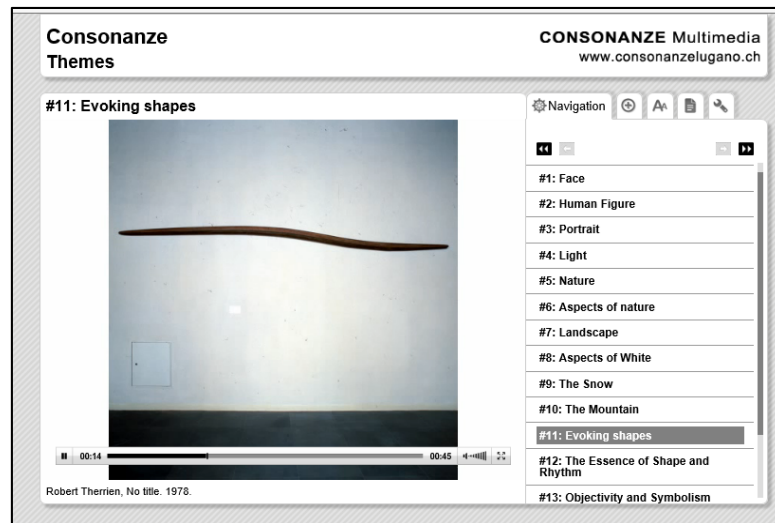 Consonanze
Themes
CONSONANZE Multimedia
www.consonanzelugano.ch
#11: Evoking shapes
00:14
00:45
Robert Therrien, No title. 1978.
Navigation
AA
#1: Face
#2: Human Figure
#3: Portrait
#4: Light
#5: Nature
#6: Aspects of nature
#7: Landscape
#8: Aspects of White
#9: The Snow
#10: The Mountain
#11: Evoking shapes
#12: The Essence of Shape and
Rhythm
#13: Objectivity and Symbolism